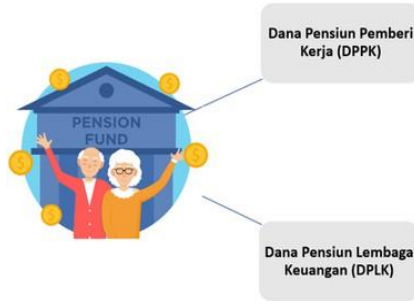 Dana Pensiun Pemberi
Kerja (DPPK)
PENSION
FUND
Dana Pensiun Lembaga
Keuangan (DPLK)